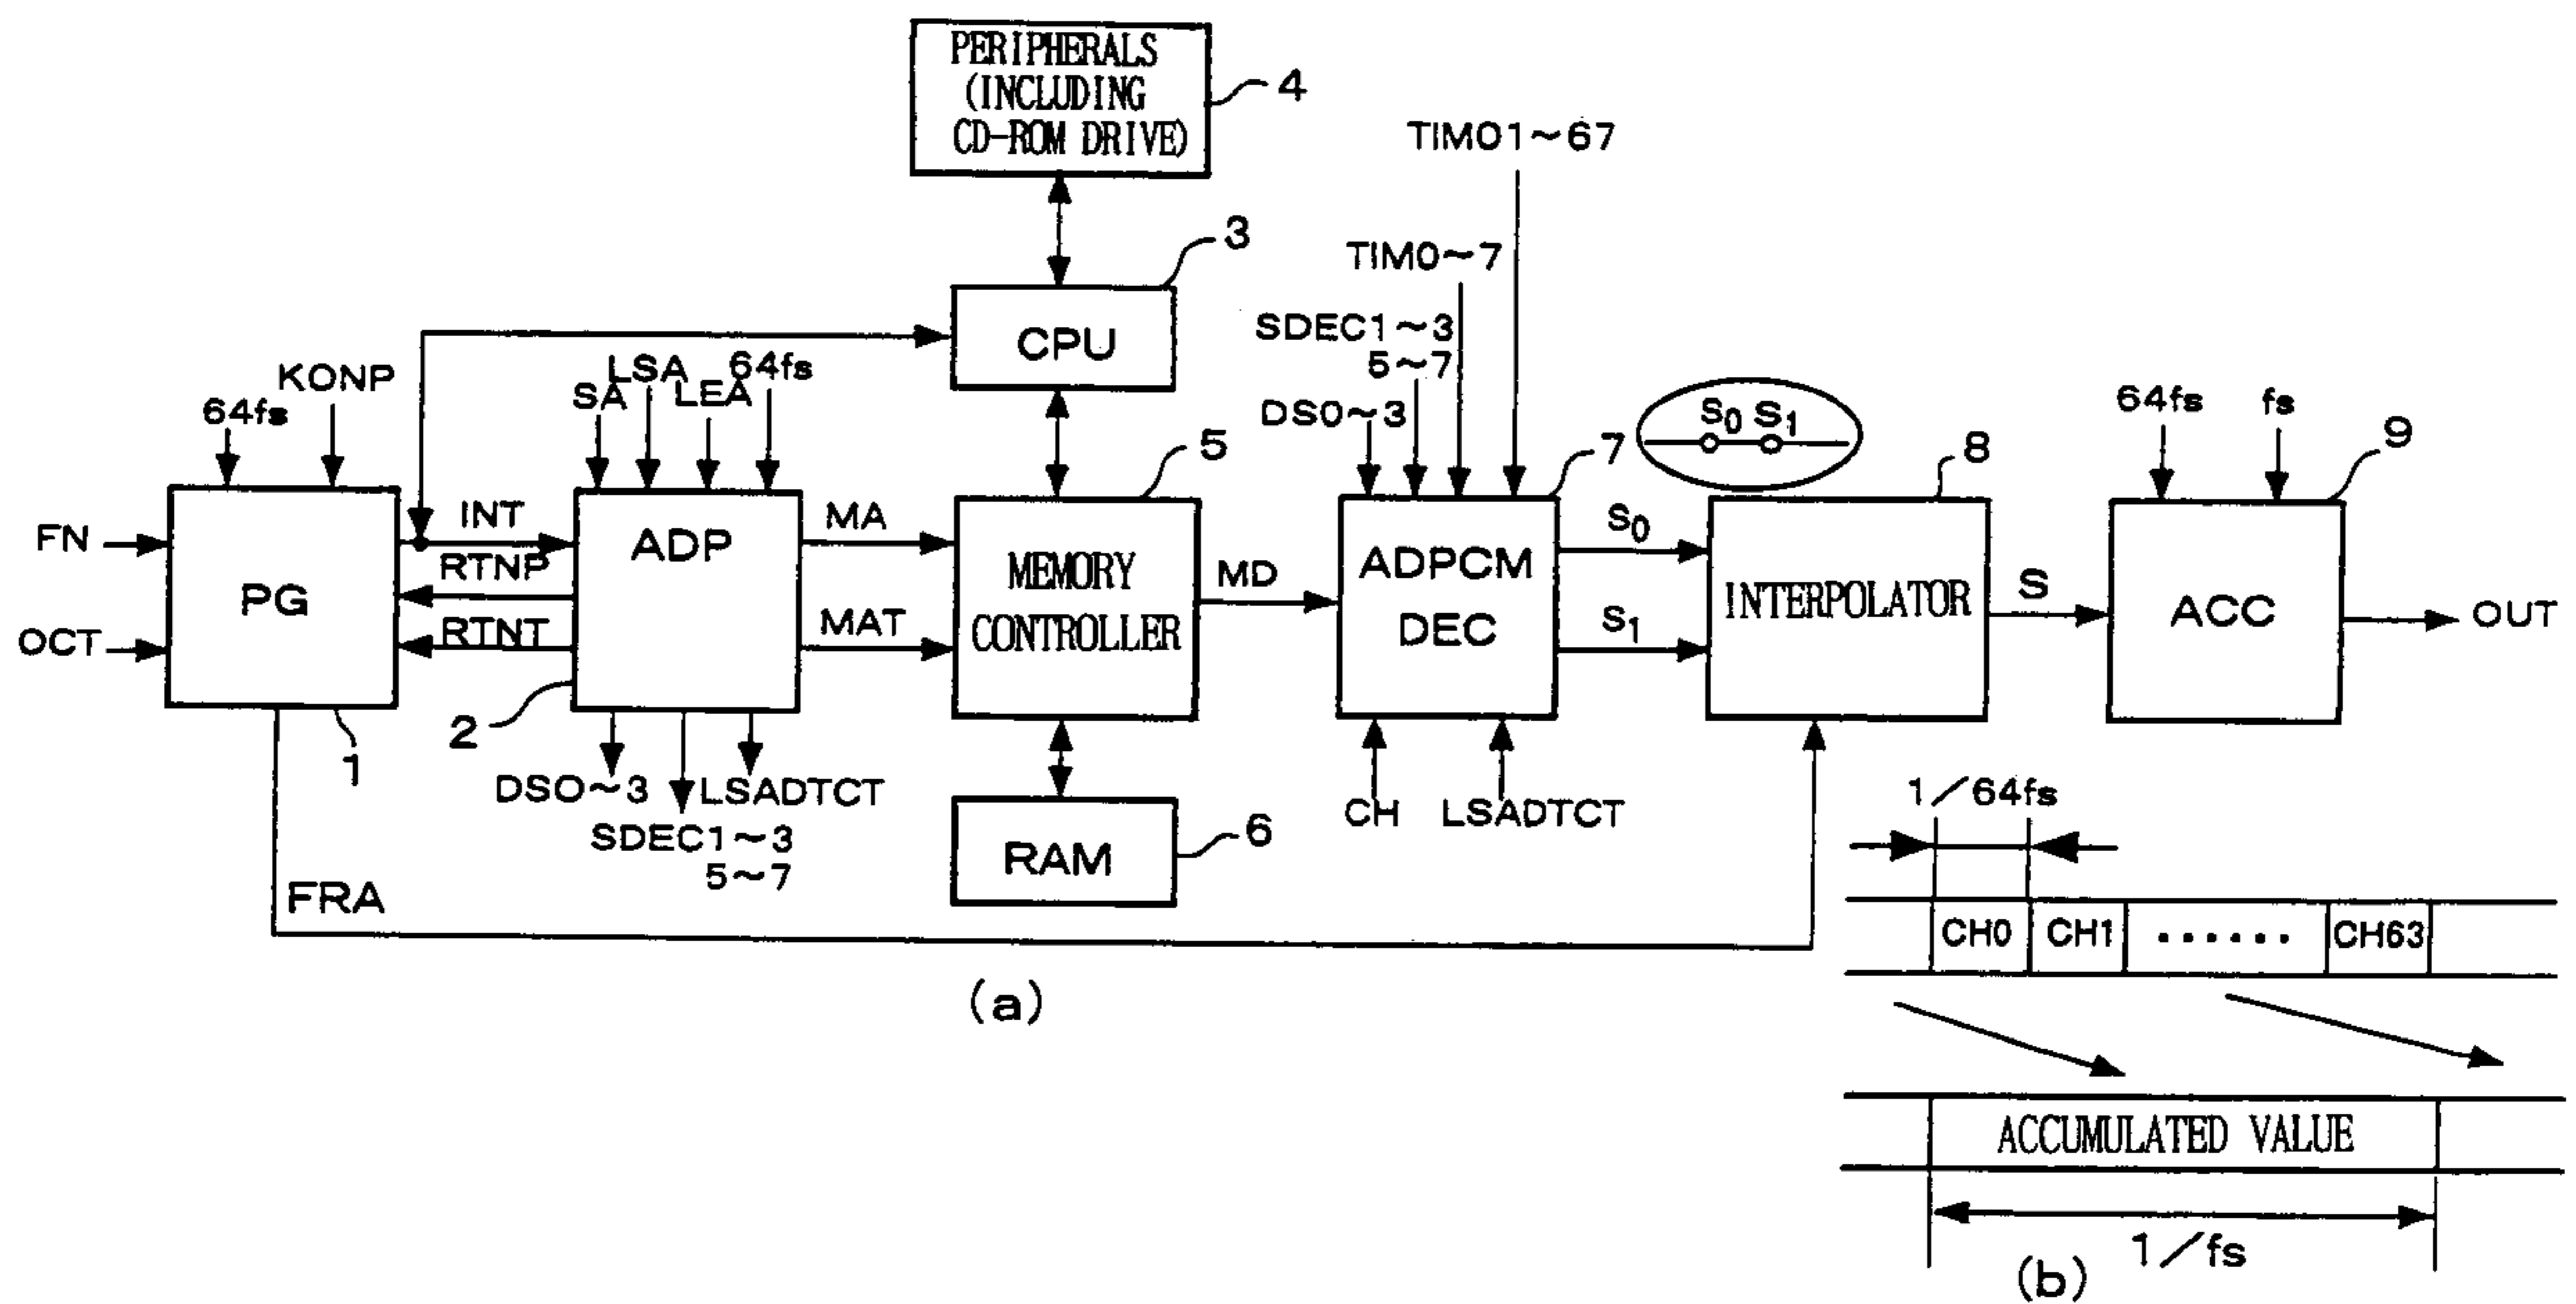 PERIPHERALS
(INCLUDING
CD-ROM DRIVE)
4
TIM01~67
3
TIM0~7
CPU
SDEC1~3
5~7
KONP
LSA
64fs
SA
LEA
64fs
DS0~3
S0 S1
64fs
fs
5
7
8
9
FN
INT
ADP
MA
S0
RTNP
MEMORY
CONTROLLER
MD
ADPCM
DEC
INTERPOLATOR
S
ACC
OUT
PG
OCT
RTNT
MAT
S1
2
1
DS0~3
LSADTCT
SDEC1~3
5~7
CH
LSADTCT
RAM
6
1/64fs
FRA
CH0
CH1
......
CH63
(a)
ACCUMULATED VALUE
1/fs
(b)